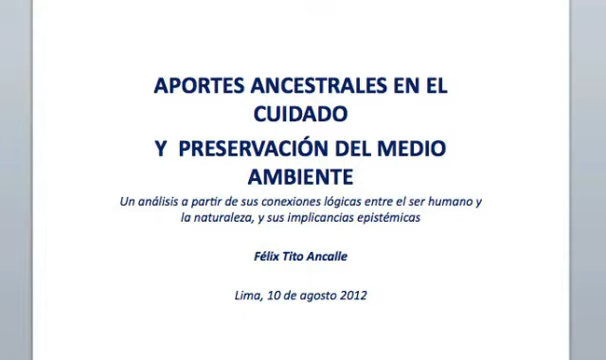 APORTES ANCESTRALES EN EL
CUIDADO
Y PRESERVACIÓN DEL MEDIO
AMBIENTE
Un análisis a partir de sus conexiones lógicas entre el ser humano y
la naturaleza, y sus implicancias epistémicas
Félix Tito Ancalle
Lima, 10 de agosto 2012